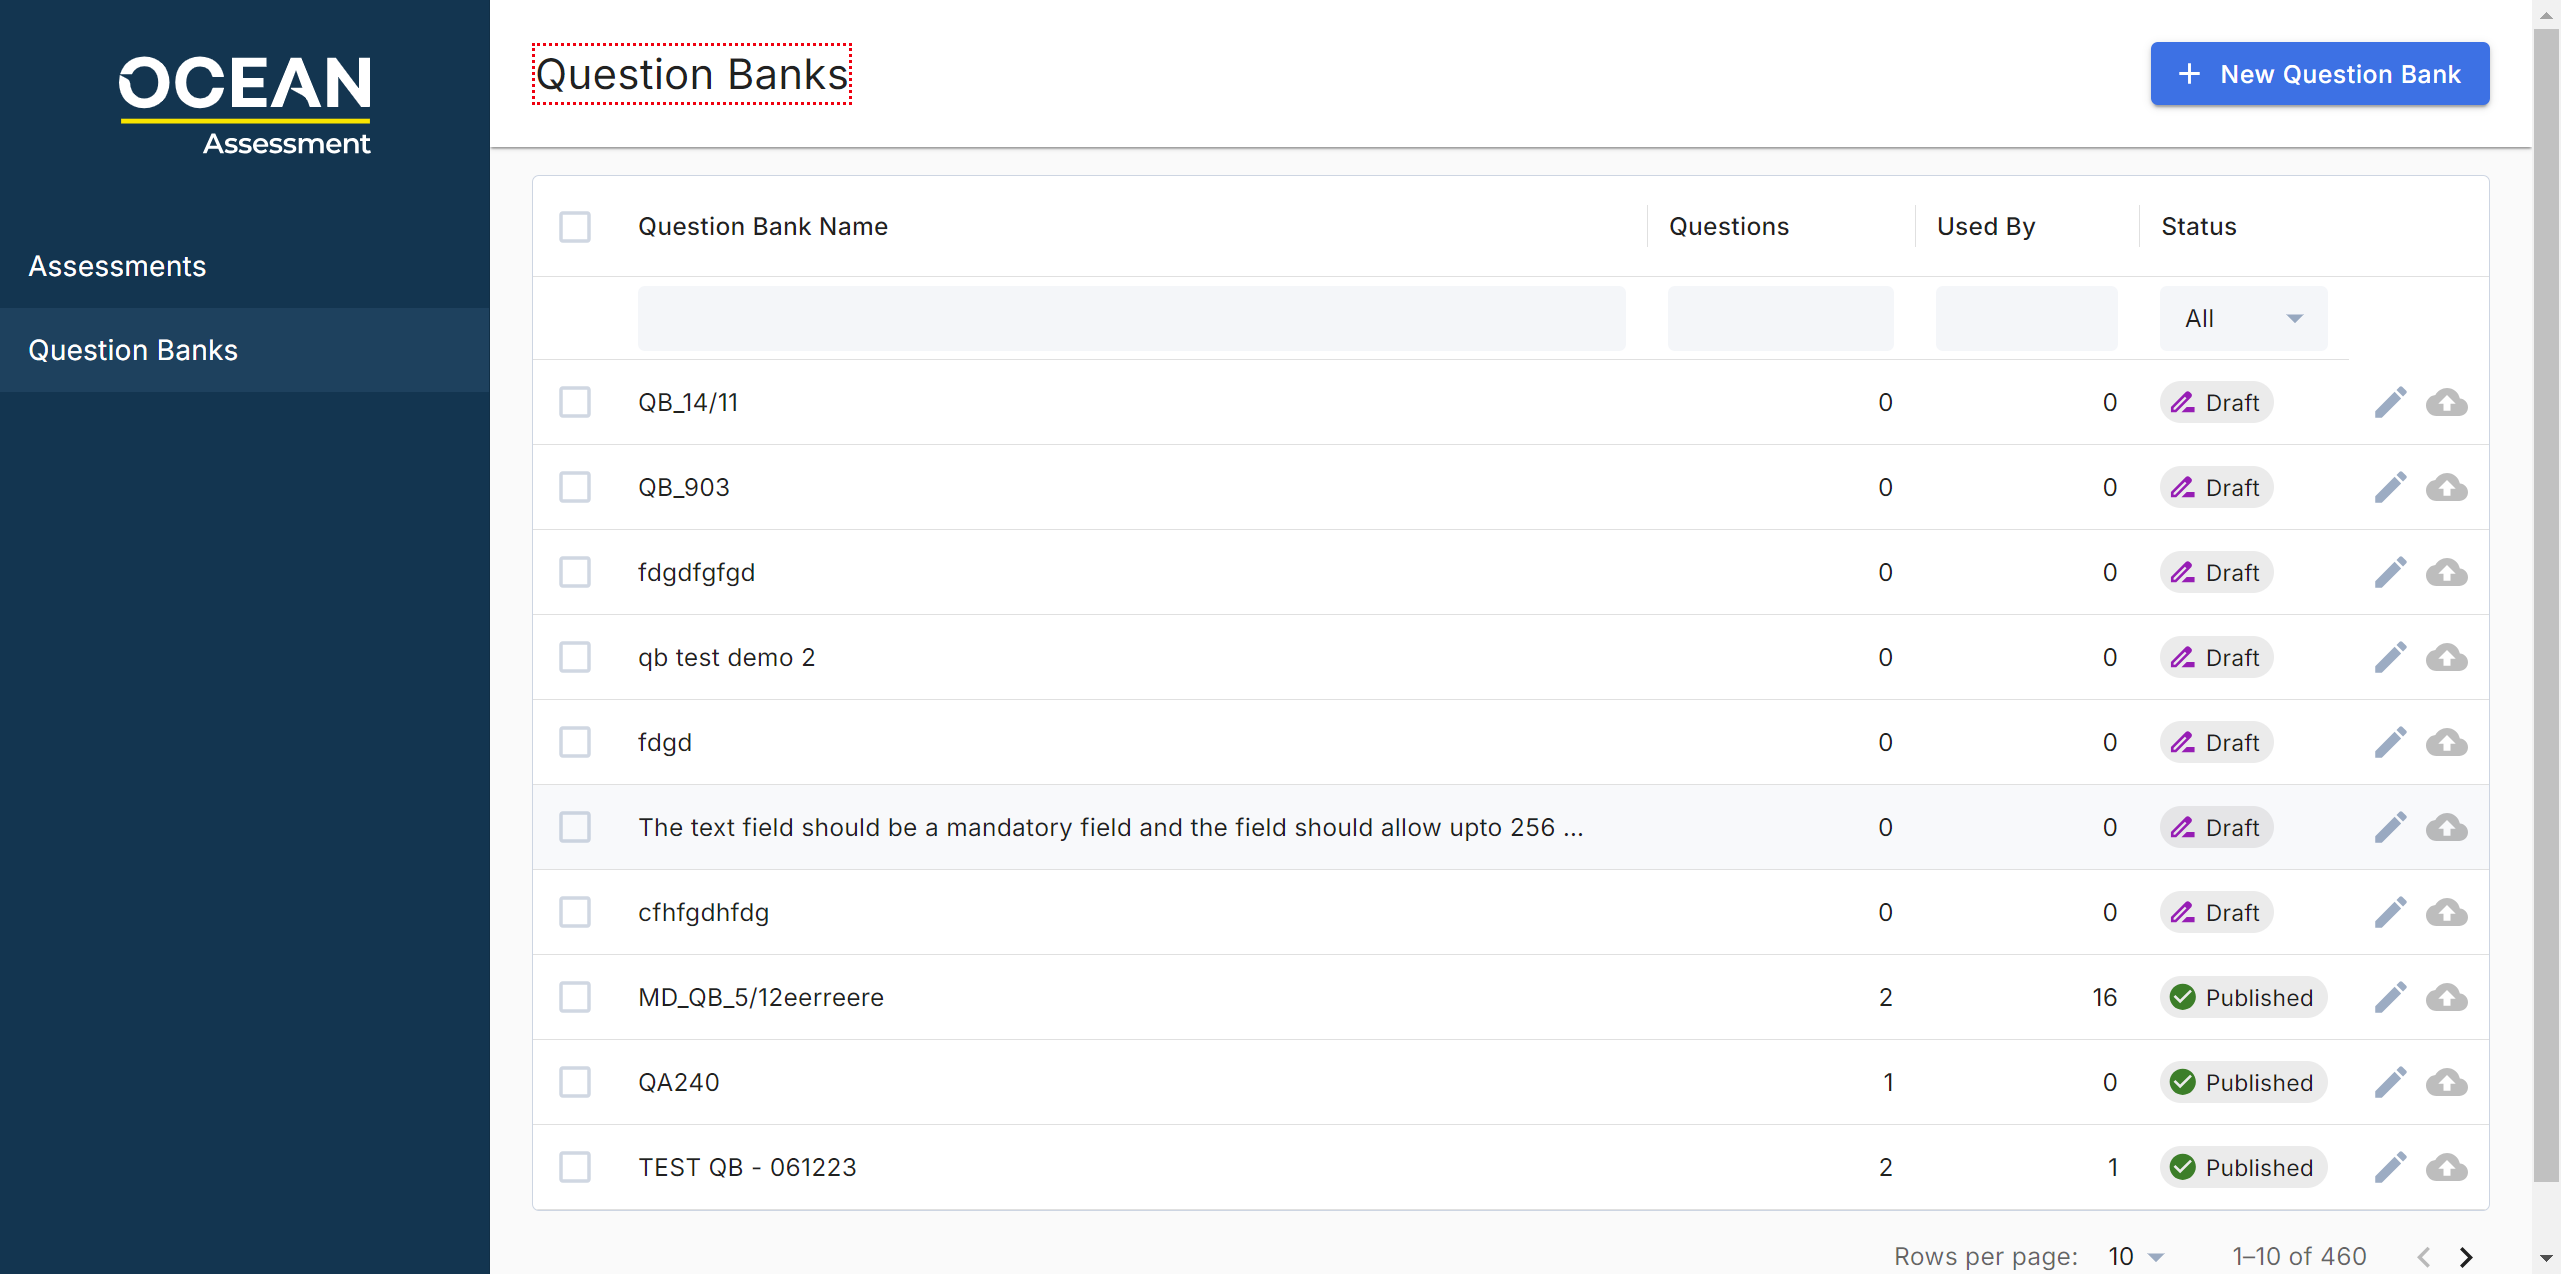 OCEAN
Assessment
Assessments
Question Banks
Question Banks
+ New Question Bank
Question Bank Name Questions Used By Status
All
QB_14/11 0 0 Draft
QB_903 0 0 Draft
fdgdfgfgd 0 0 Draft
qb test demo 2 0 0 Draft
fdgd 0 0 Draft
The text field should be a mandatory field and the field should allow upto 256 ... 0 0 Draft
cfhfgdhfdg 0 0 Draft
MD_QB_5/12eerreere 2 16 Published
QA240 1 0 Published
TEST QB - 061223 2 1 Published
Rows per page: 10 1–10 of 460